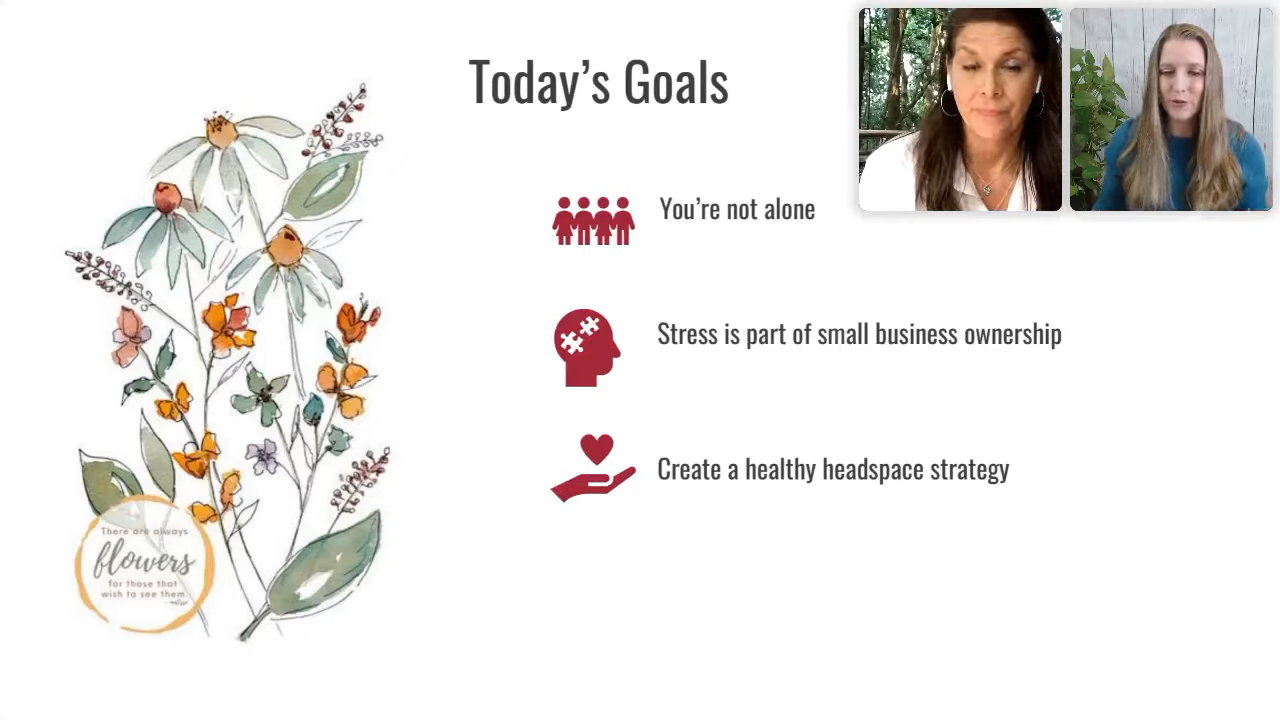 Today’s Goals
You’re not alone
Stress is part of small business ownership
Create a healthy headspace strategy
There are always
flowers
for those that
wish to see them.